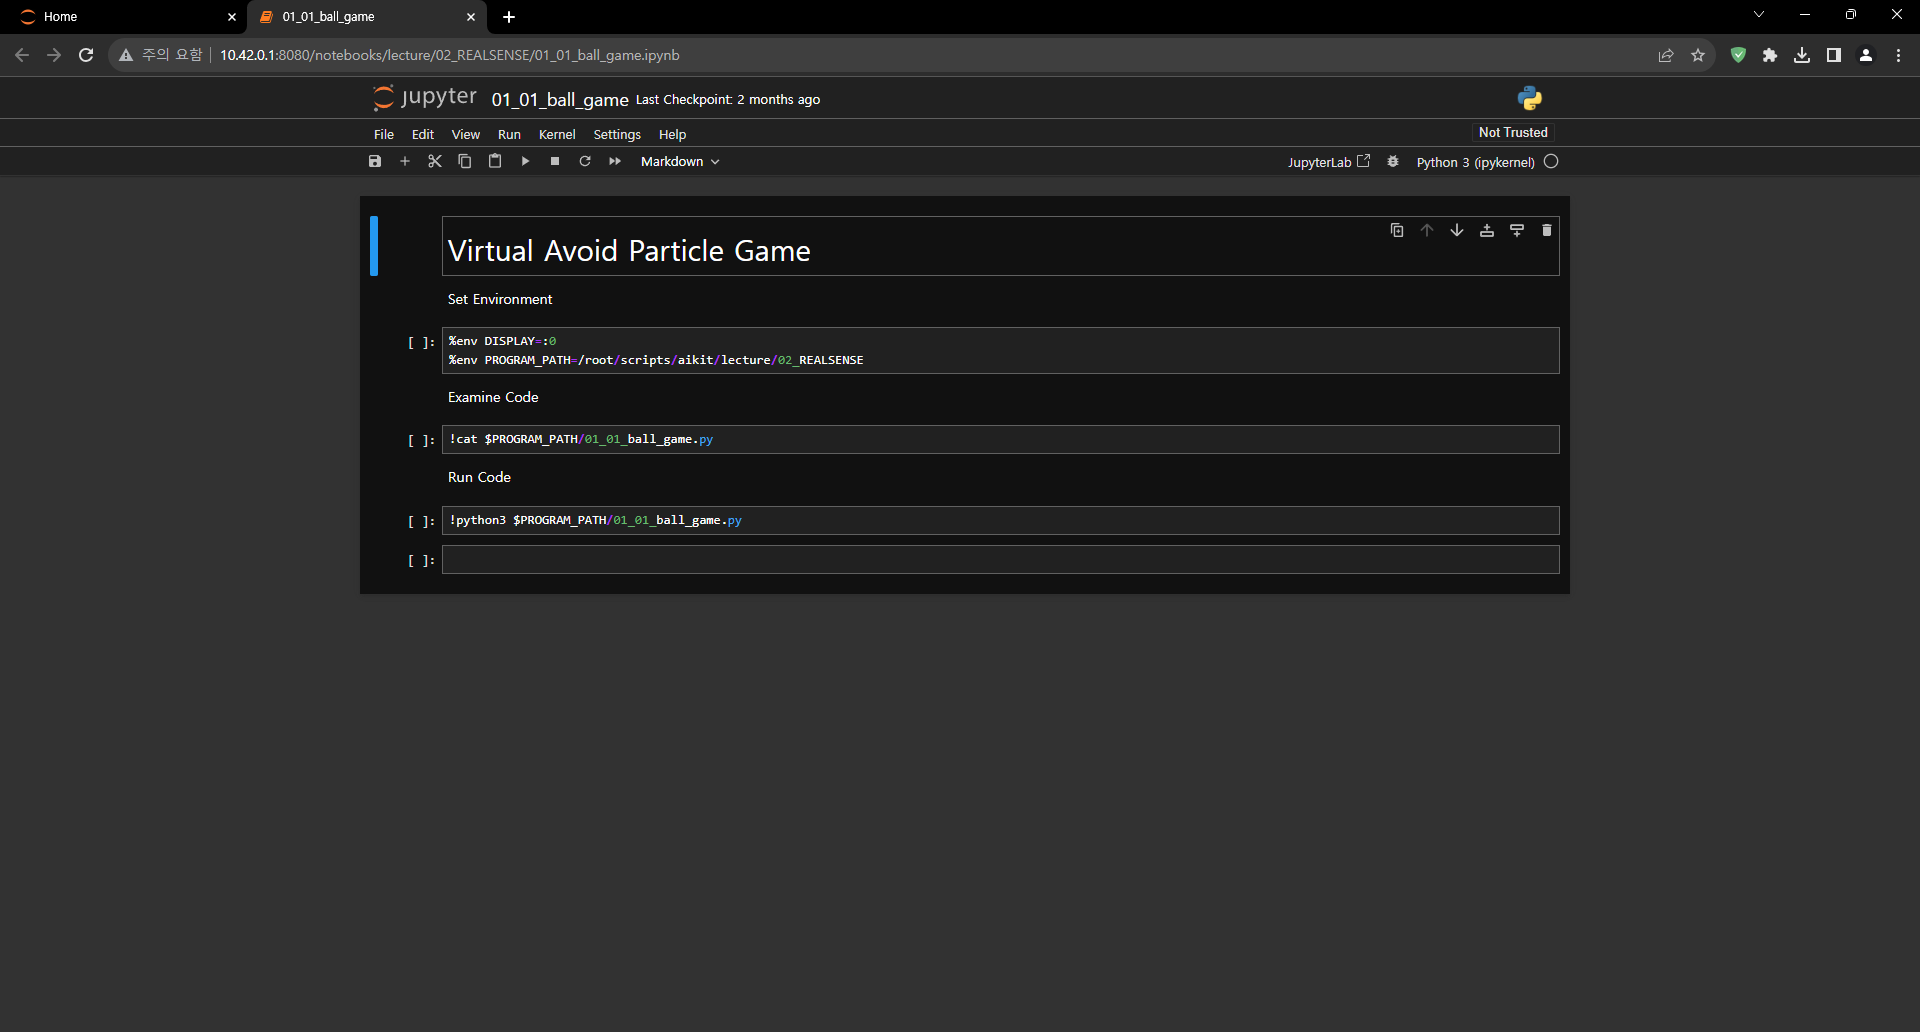 Home
01_01_ball_game
주의 요함 10.42.0.1:8080/notebooks/lecture/02_REALSENSE/01_01_ball_game.ipynb
jupyter 01_01_ball_game Last Checkpoint: 2 months ago
File Edit View Run Kernel Settings Help Not Trusted
Markdown JupyterLab Python 3 (ipykernel)
Virtual Avoid Particle Game
Set Environment
[ ]: %env DISPLAY=:0
%env PROGRAM_PATH=/root/scripts/aikit/lecture/02_REALSENSE
Examine Code
[ ]: !cat $PROGRAM_PATH/01_01_ball_game.py
Run Code
[ ]: !python3 $PROGRAM_PATH/01_01_ball_game.py
[ ]: